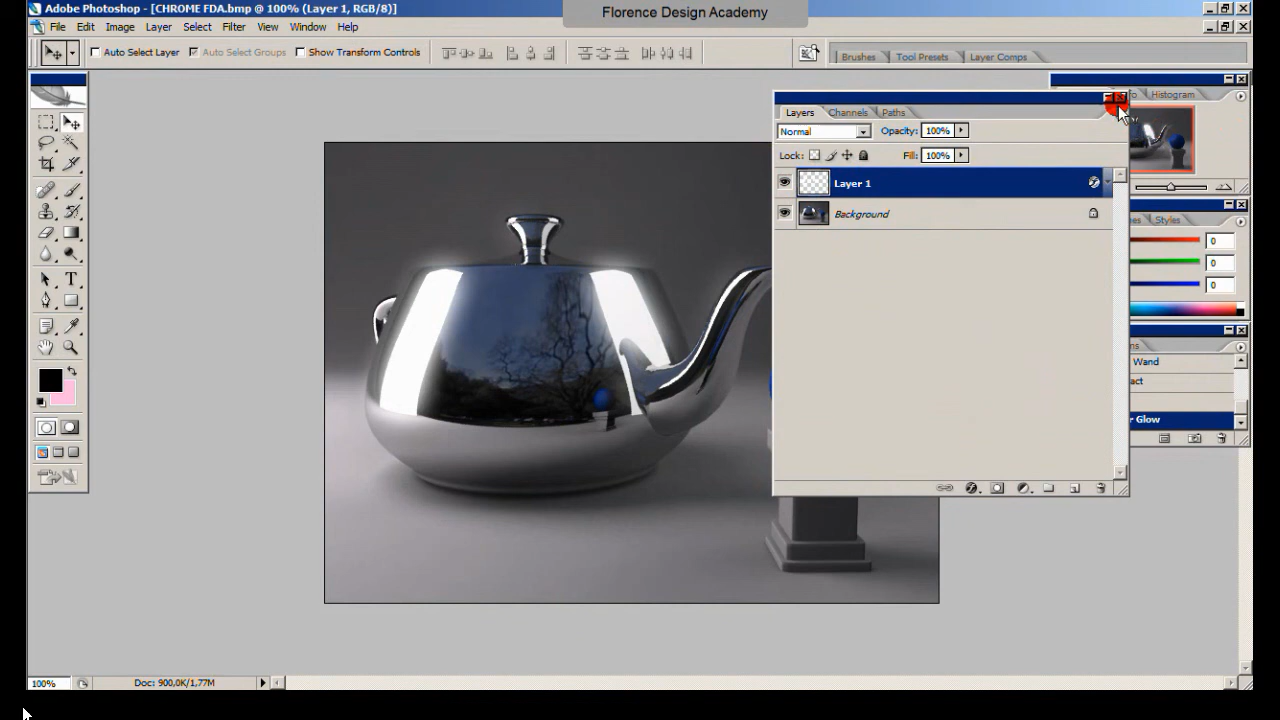 Adobe Photoshop - [CHROME FDA.bmp @ 100% (Layer 1, RGB/8)]
Florence Design Academy
File Edit Image Layer Select Filter View Window Help
Auto Select Layer Auto Select Groups Show Transform Controls
Brushes Tool Presets Layer Comps
Histogram
Layers Channels Paths
Normal Opacity: 100%
Lock: Fill: 100%
Layer 1
Background
Styles
0
0
0
Wand
act
r Glow
100% Doc: 900,0K/1,77M